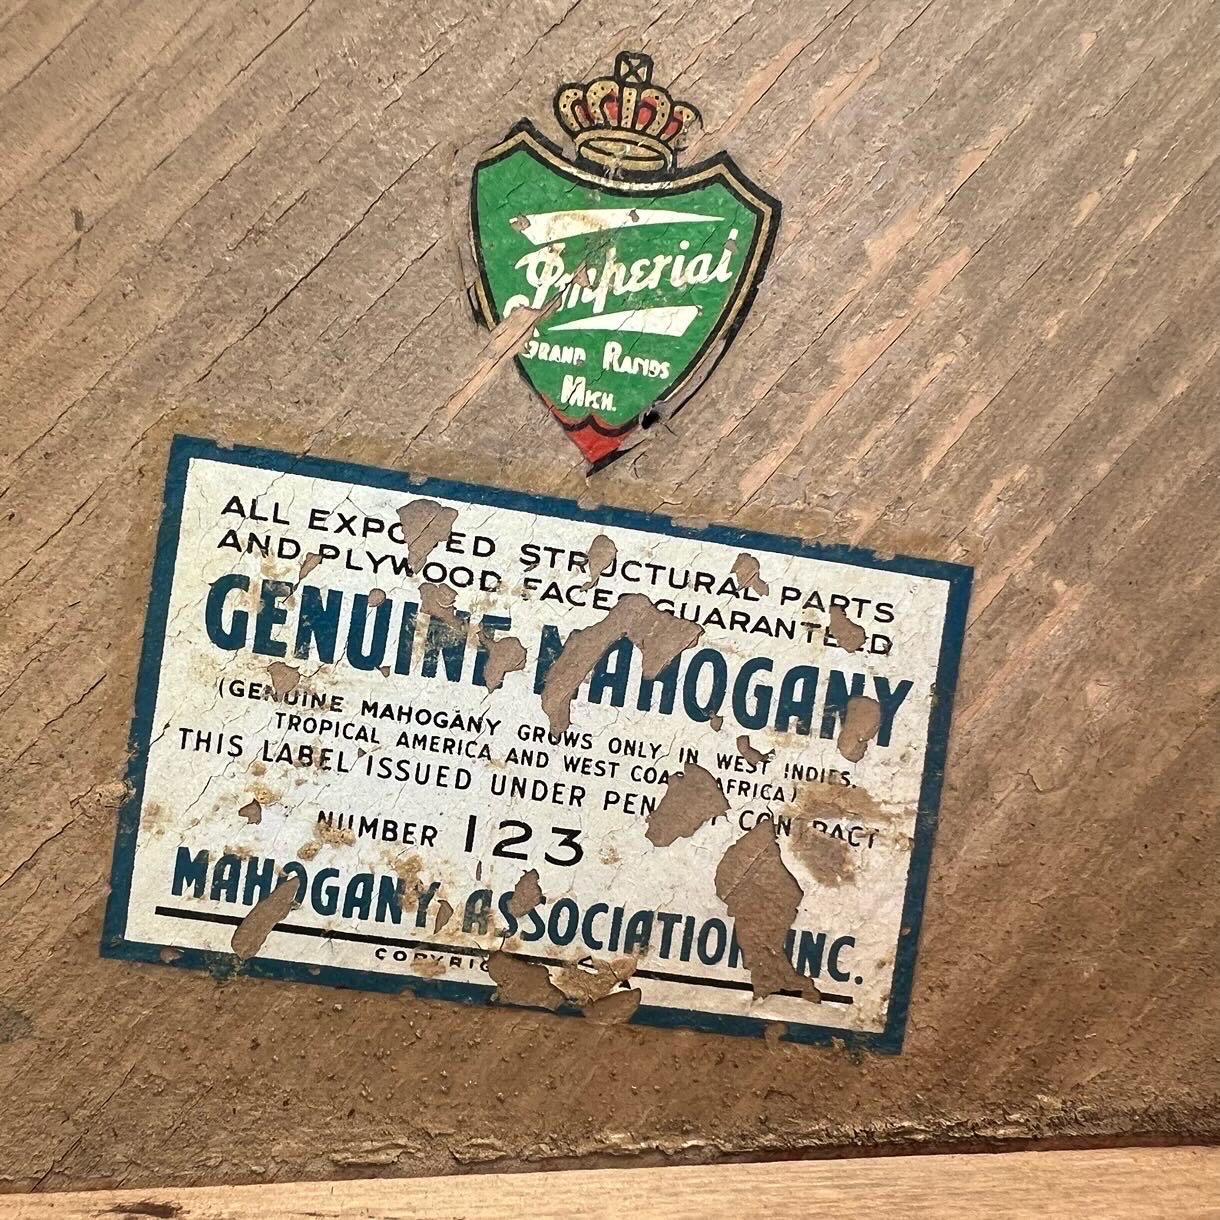 Imperial
GRAND RAPIDS
MICH.
ALL EXPOSED STRUCTURAL PARTS
AND PLYWOOD FACES GUARANTEED
GENUINE MAHOGANY
(GENUINE MAHOGANY GROWS ONLY IN WEST INDIES,
TROPICAL AMERICA AND WEST COAST AFRICA)
THIS LABEL ISSUED UNDER PENALTY CONTRACT
NUMBER 123
MAHOGANY ASSOCIATION INC.